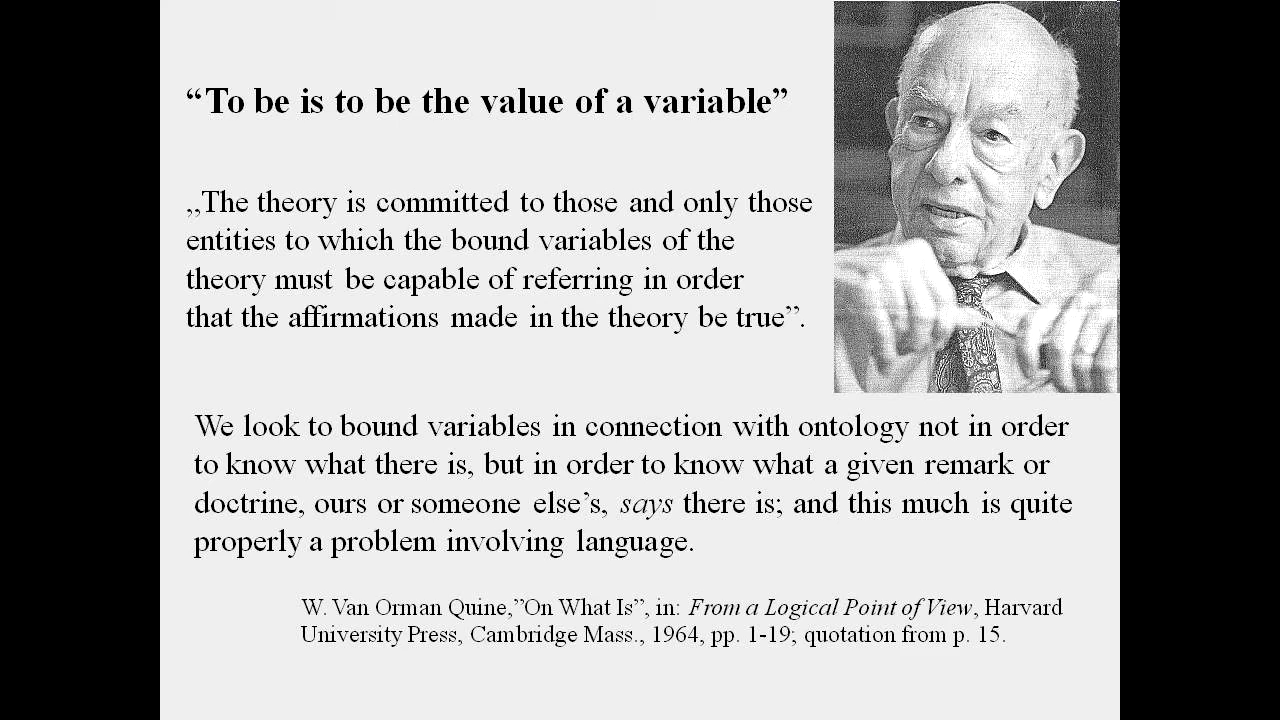 “To be is to be the value of a variable”
„The theory is committed to those and only those
entities to which the bound variables of the
theory must be capable of referring in order
that the affirmations made in the theory be true”.
We look to bound variables in connection with ontology not in order
to know what there is, but in order to know what a given remark or
doctrine, ours or someone else’s, says there is; and this much is quite
properly a problem involving language.
W. Van Orman Quine,”On What Is”, in: From a Logical Point of View, Harvard
University Press, Cambridge Mass., 1964, pp. 1-19; quotation from p. 15.